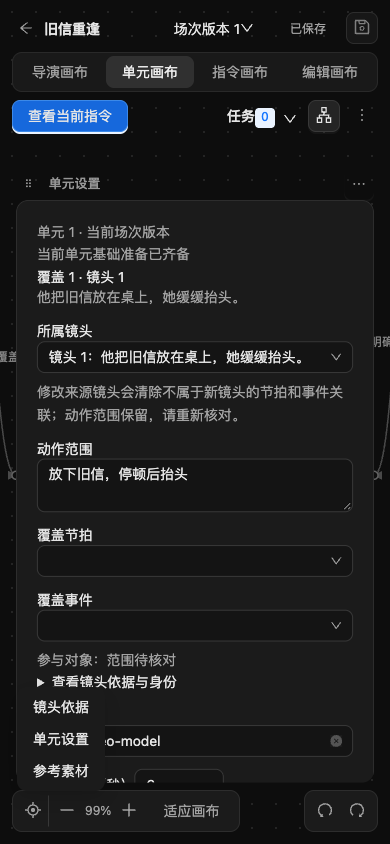 旧信重逢
场次版本 1
已保存
导演画布
单元画布
指令画布
编辑画布
查看当前指令
任务 0
单元设置
单元 1 · 当前场次版本
当前单元基础准备已齐备
覆盖 1 · 镜头 1
他把旧信放在桌上，她缓缓抬头。
所属镜头
镜头 1：他把旧信放在桌上，她缓缓抬头。
修改来源镜头会清除不属于新镜头的节拍和事件关
联；动作范围保留，请重新核对。
覆盖
明确
动作范围
放下旧信，停顿后抬头
覆盖节拍
覆盖事件
参与对象：范围待核对
查看镜头依据与身份
镜头依据
单元设置
eo-model
参考素材
99%
适应画布